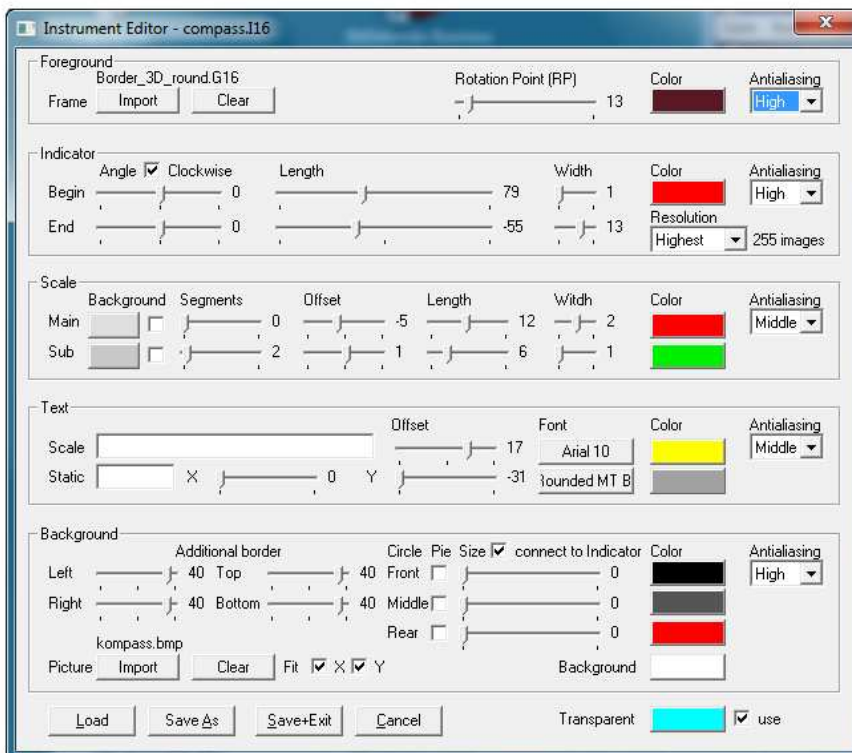 Instrument Editor - compass.I16
Foreground
Border_3D_round.G16 Rotation Point (RP) Color Antialiasing
Frame Import Clear 13 High
Indicator
Angle Clockwise Length Width Color Antialiasing
Begin 0 79 1 High
Resolution
End 0 -55 13 Highest 255 images
Scale
Background Segments Offset Length Witdh Color Antialiasing
Main 0 -5 12 2 Middle
Sub 2 1 6 1
Text
Offset Font Color Antialiasing
Scale 17 Arial 10 Middle
Static X 0 Y -31 Rounded MT B
Background
Additional border Circle Pie Size connect to Indicator Color Antialiasing
Left 40 Top 40 Front 0 High
Right 40 Bottom 40 Middle 0
Rear 0
kompass.bmp
Picture Import Clear Fit X Y Background
Load Save As Save+Exit Cancel Transparent use